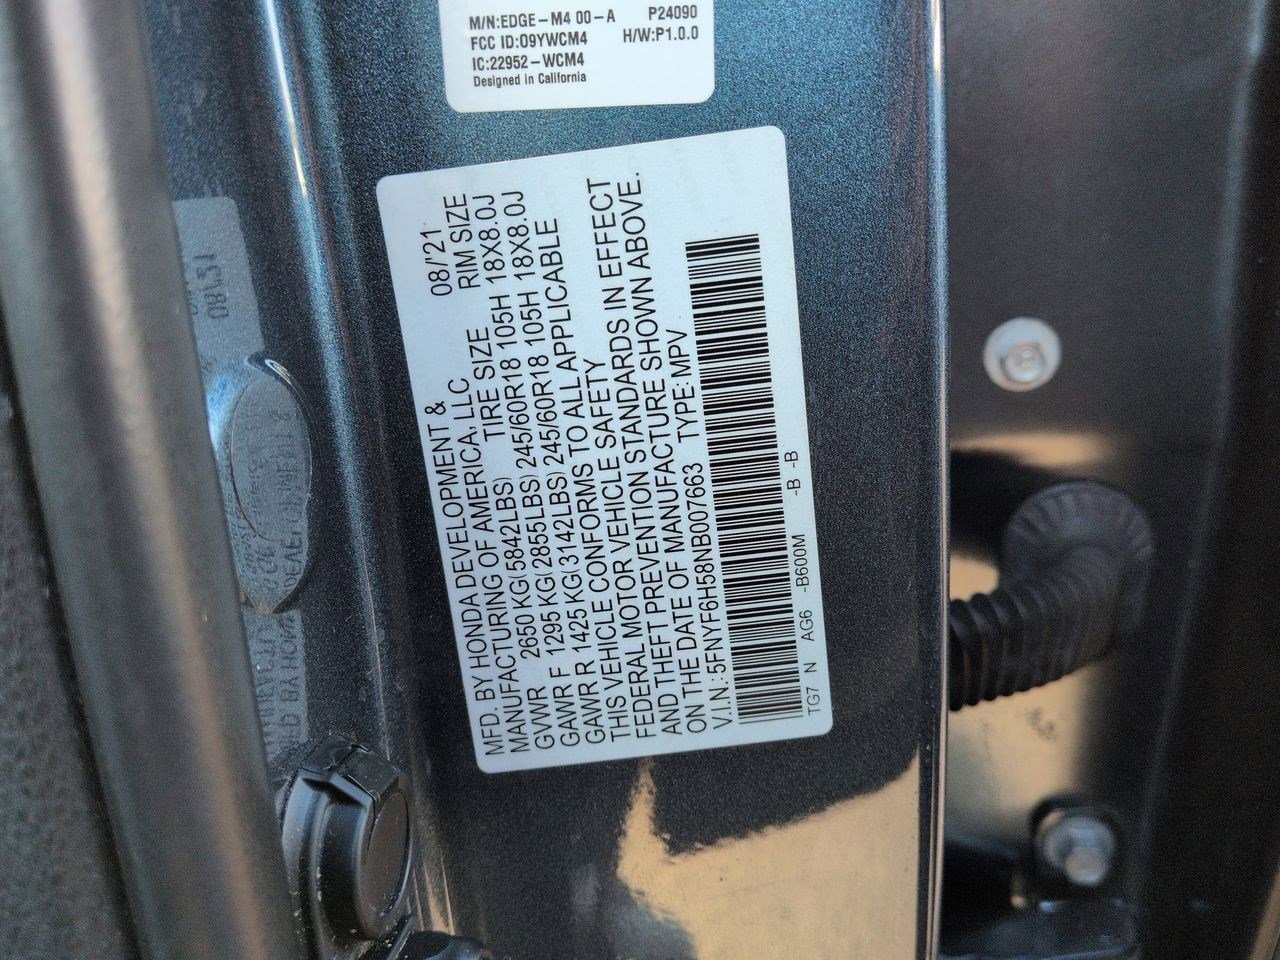 M/N:EDGE-M4 00-A P24090
FCC ID:O9YWCM4 H/W:P1.0.0
IC:22952-WCM4
Designed in California
MFD. BY HONDA DEVELOPMENT & 08/'21
MANUFACTURING OF AMERICA, LLC RIM SIZE
GVWR 2650 KG(5842LBS) TIRE SIZE 18X8.0J
GAWR F 1295 KG(2855LBS) 245/60R18 105H 18X8.0J
GAWR R 1425 KG(3142LBS) 245/60R18 105H
THIS VEHICLE CONFORMS TO ALL APPLICABLE
FEDERAL MOTOR VEHICLE SAFETY
AND THEFT PREVENTION STANDARDS IN EFFECT
ON THE DATE OF MANUFACTURE SHOWN ABOVE.
V.I.N.:5FNYF6H58NB007663 TYPE:MPV
TG7 N AG6 -B600M -B -B